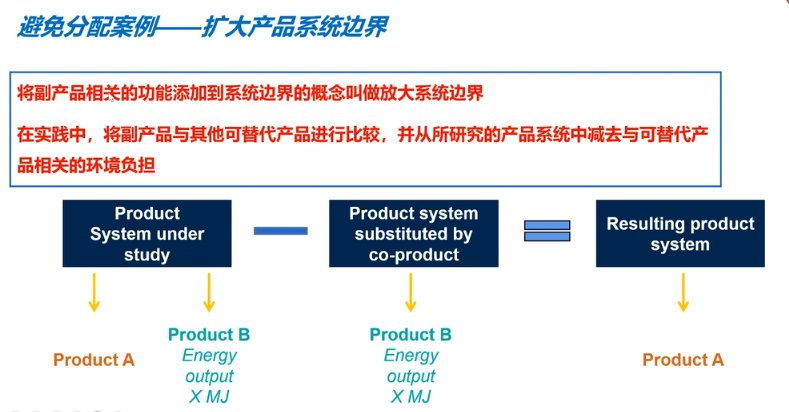 避免分配案例——扩大产品系统边界
将副产品相关的功能添加到系统边界的概念叫做放大系统边界
在实践中，将副产品与其他可替代产品进行比较，并从所研究的产品系统中减去与可替代产
品相关的环境负担
Product
System under
study
Product system
substituted by
co-product
Resulting product
system
Product A
Product B
Energy
output
X MJ
Product B
Energy
output
X MJ
Product A